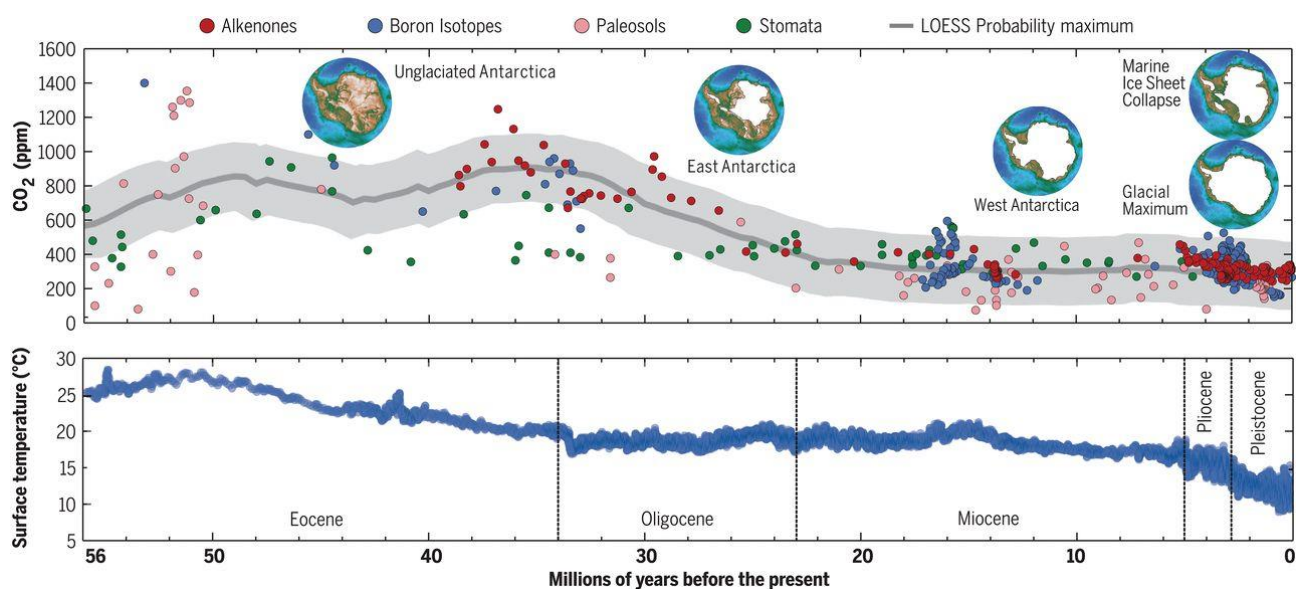 Alkenones Boron Isotopes Paleosols Stomata LOESS Probability maximum
CO2 (ppm)
1600
1400
1200
1000
800
600
400
200
0
Unglaciated Antarctica
East Antarctica
West Antarctica
Marine
Ice Sheet
Collapse
Glacial
Maximum
Surface temperature (°C)
30
25
20
15
10
5
Eocene
Oligocene
Miocene
Pliocene
Pleistocene
56 50 40 30 20 10 0
Millions of years before the present